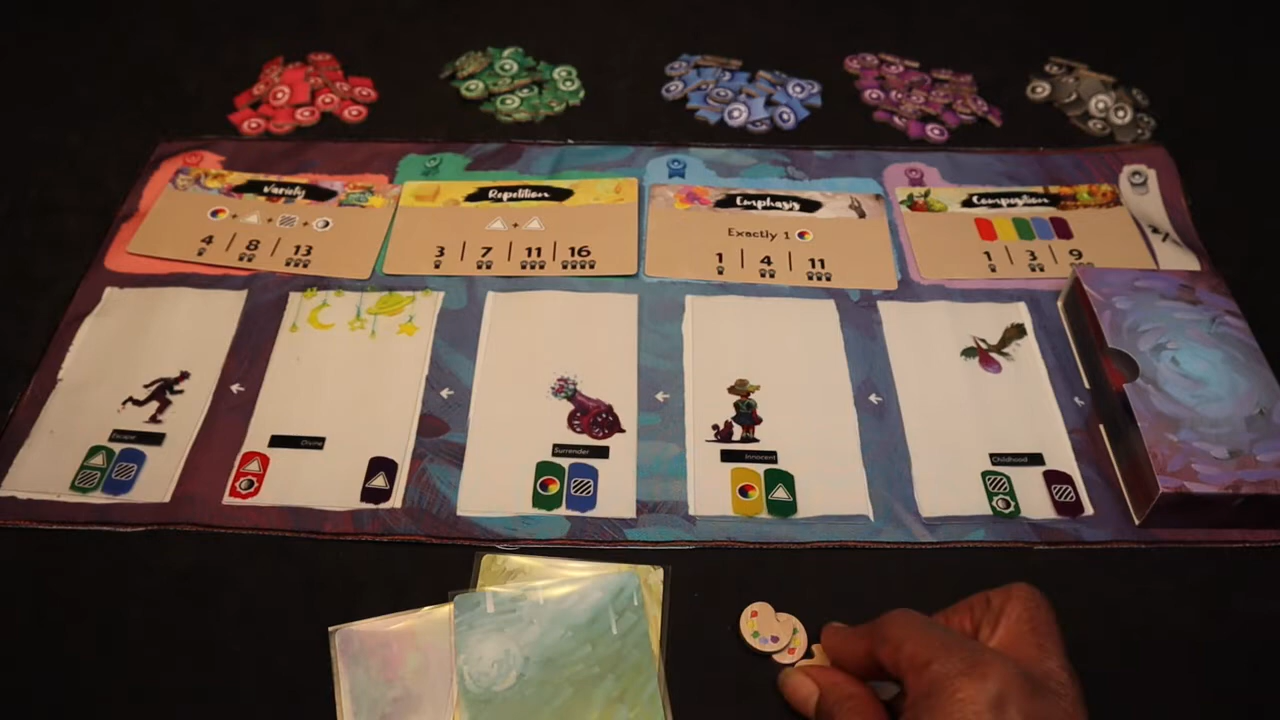 Variety
4 | 8 | 13
Repetition
3 | 7 | 11 | 16
Emphasis
Exactly 1
1 | 4 | 11
Composition
1 | 3 | 9
Escape
Divine
Surrender
Innocent
Childhood